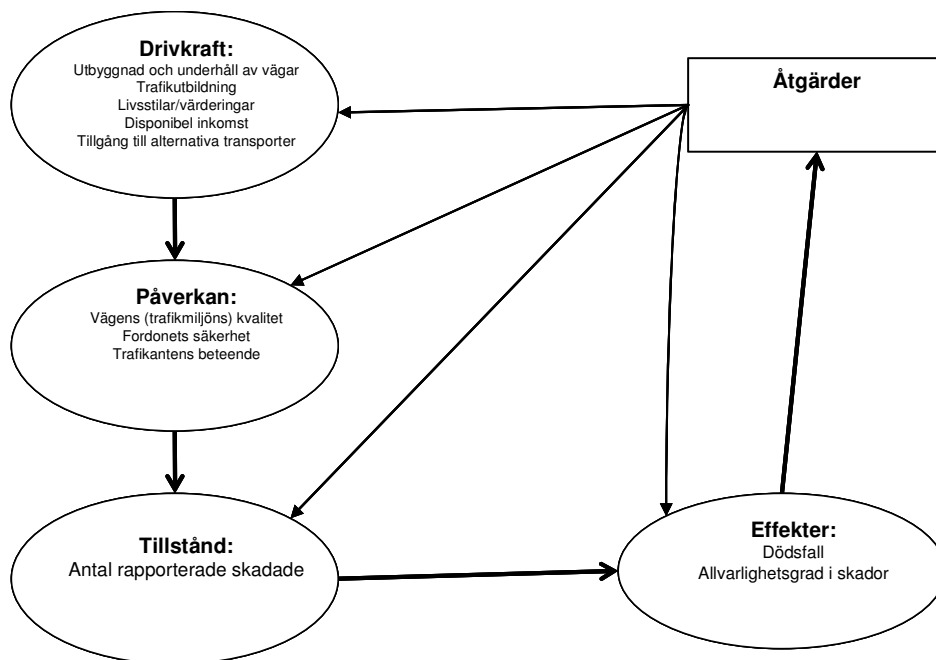 Drivkraft:
Utbyggnad och underhåll av vägar
Trafikutbildning
Livsstilar/värderingar
Disponibel inkomst
Tillgång till alternativa transporter
Åtgärder
Påverkan:
Vägens (trafikmiljöns) kvalitet
Fordonets säkerhet
Trafikantens beteende
Tillstånd:
Antal rapporterade skadade
Effekter:
Dödsfall
Allvarlighetsgrad i skador